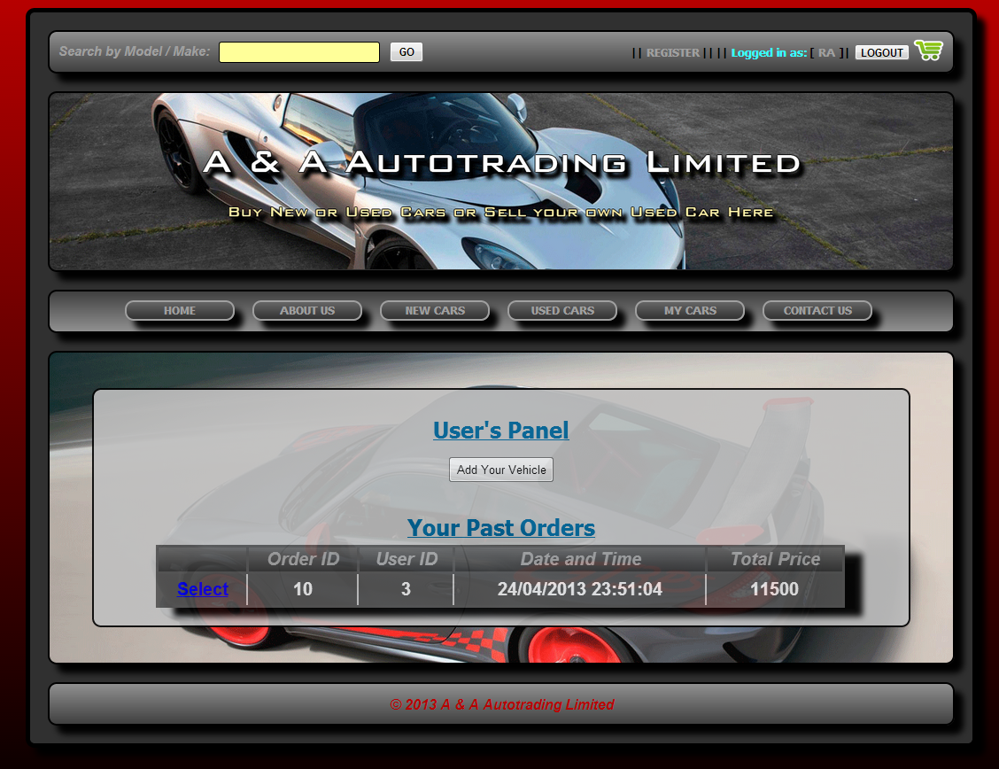 Search by Model / Make: GO || REGISTER || || Logged in as: [ RA ]| LOGOUT
A & A Autotrading Limited
Buy New or Used Cars or Sell your own Used Car Here
HOME ABOUT US NEW CARS USED CARS MY CARS CONTACT US
User's Panel
Add Your Vehicle
Your Past Orders
Order ID User ID Date and Time Total Price
Select 10 3 24/04/2013 23:51:04 11500
© 2013 A & A Autotrading Limited